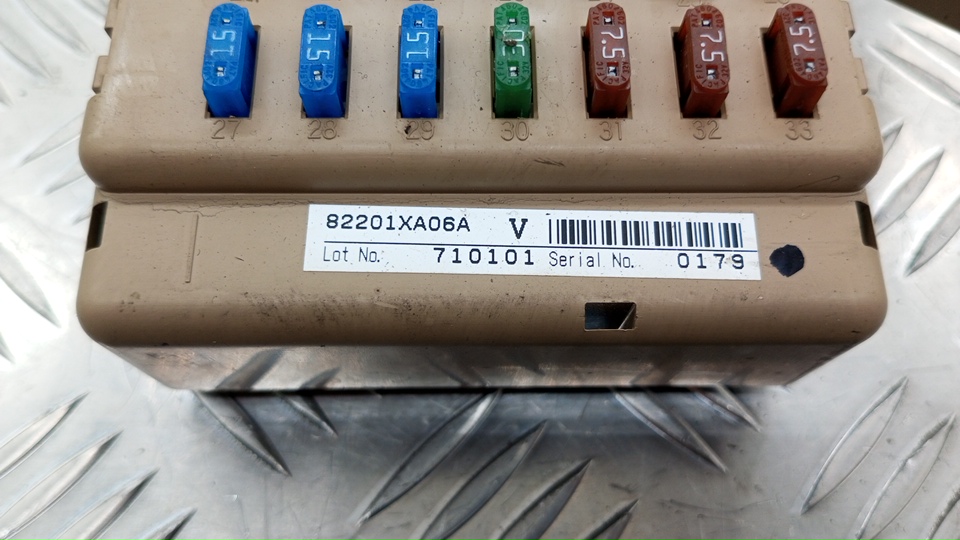 15 15 15 30 7.5 7.5 7.5
27 28 29 30 31 32 33
82201XA06A V
Lot No. 710101 Serial No. 0179